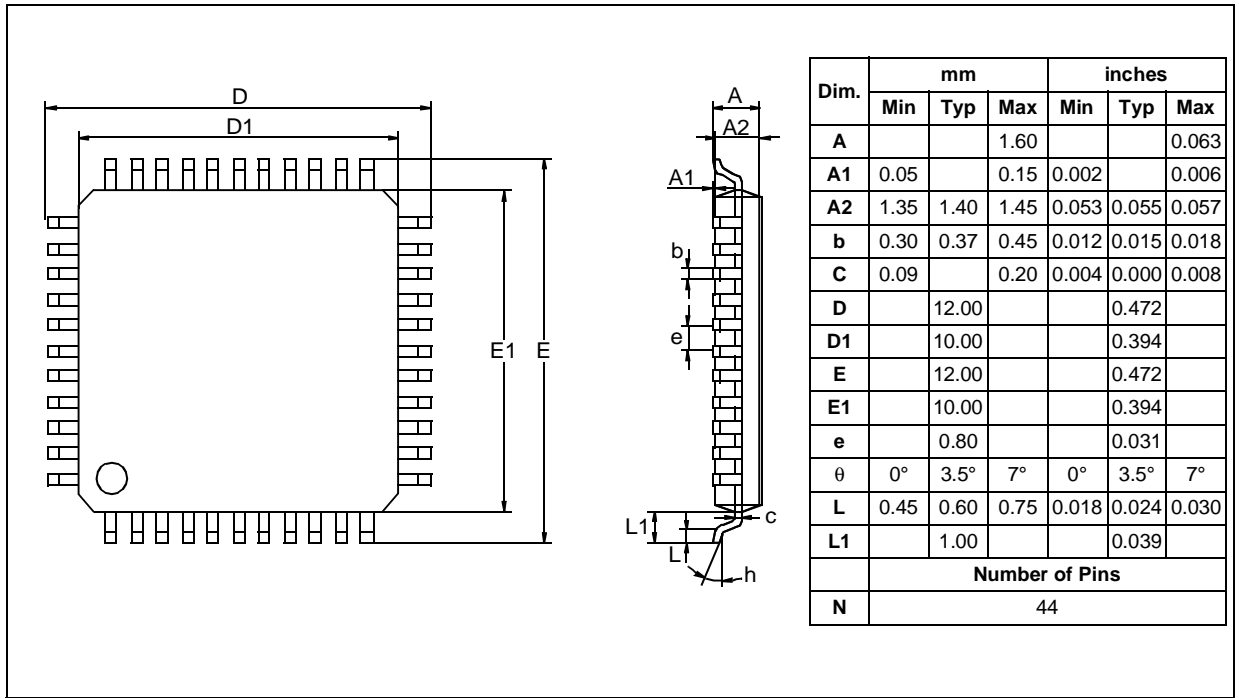 D
D1
E1 E
A
A2
A1
b
e
L1
c
L
h
Dim. mm inches
Min Typ Max Min Typ Max
A 1.60 0.063
A1 0.05 0.15 0.002 0.006
A2 1.35 1.40 1.45 0.053 0.055 0.057
b 0.30 0.37 0.45 0.012 0.015 0.018
C 0.09 0.20 0.004 0.000 0.008
D 12.00 0.472
D1 10.00 0.394
E 12.00 0.472
E1 10.00 0.394
e 0.80 0.031
θ 0° 3.5° 7° 0° 3.5° 7°
L 0.45 0.60 0.75 0.018 0.024 0.030
L1 1.00 0.039
Number of Pins
N 44